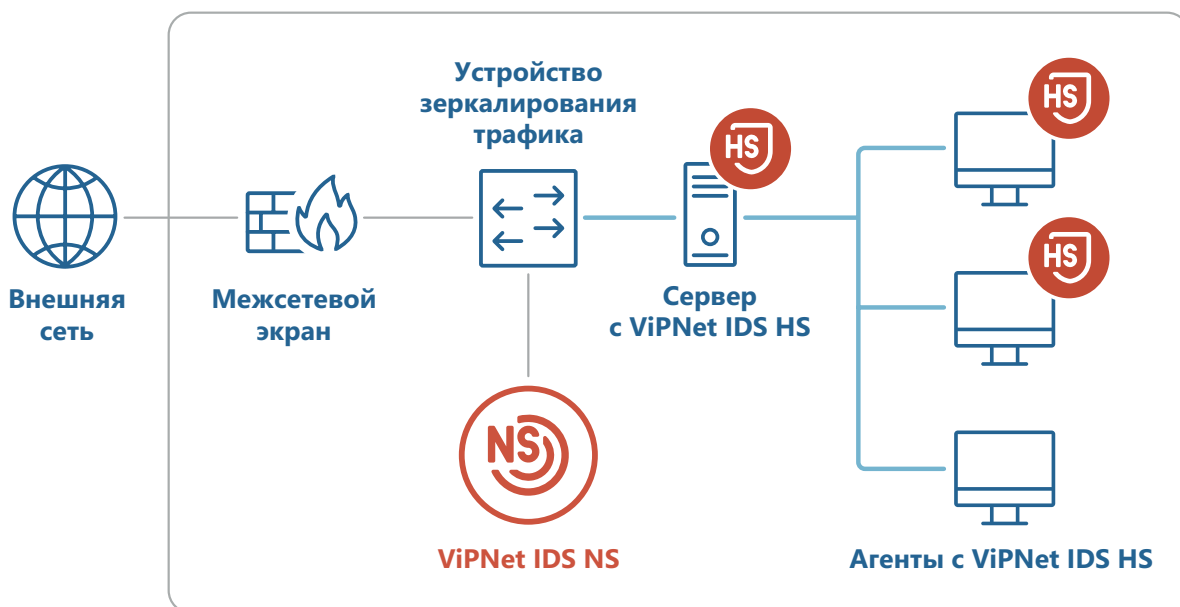 Устройство
зеркалирования
трафика
HS
HS
HS
Внешняя
сеть
Межсетевой
экран
Сервер
с ViPNet IDS HS
NS
ViPNet IDS NS
Агенты с ViPNet IDS HS